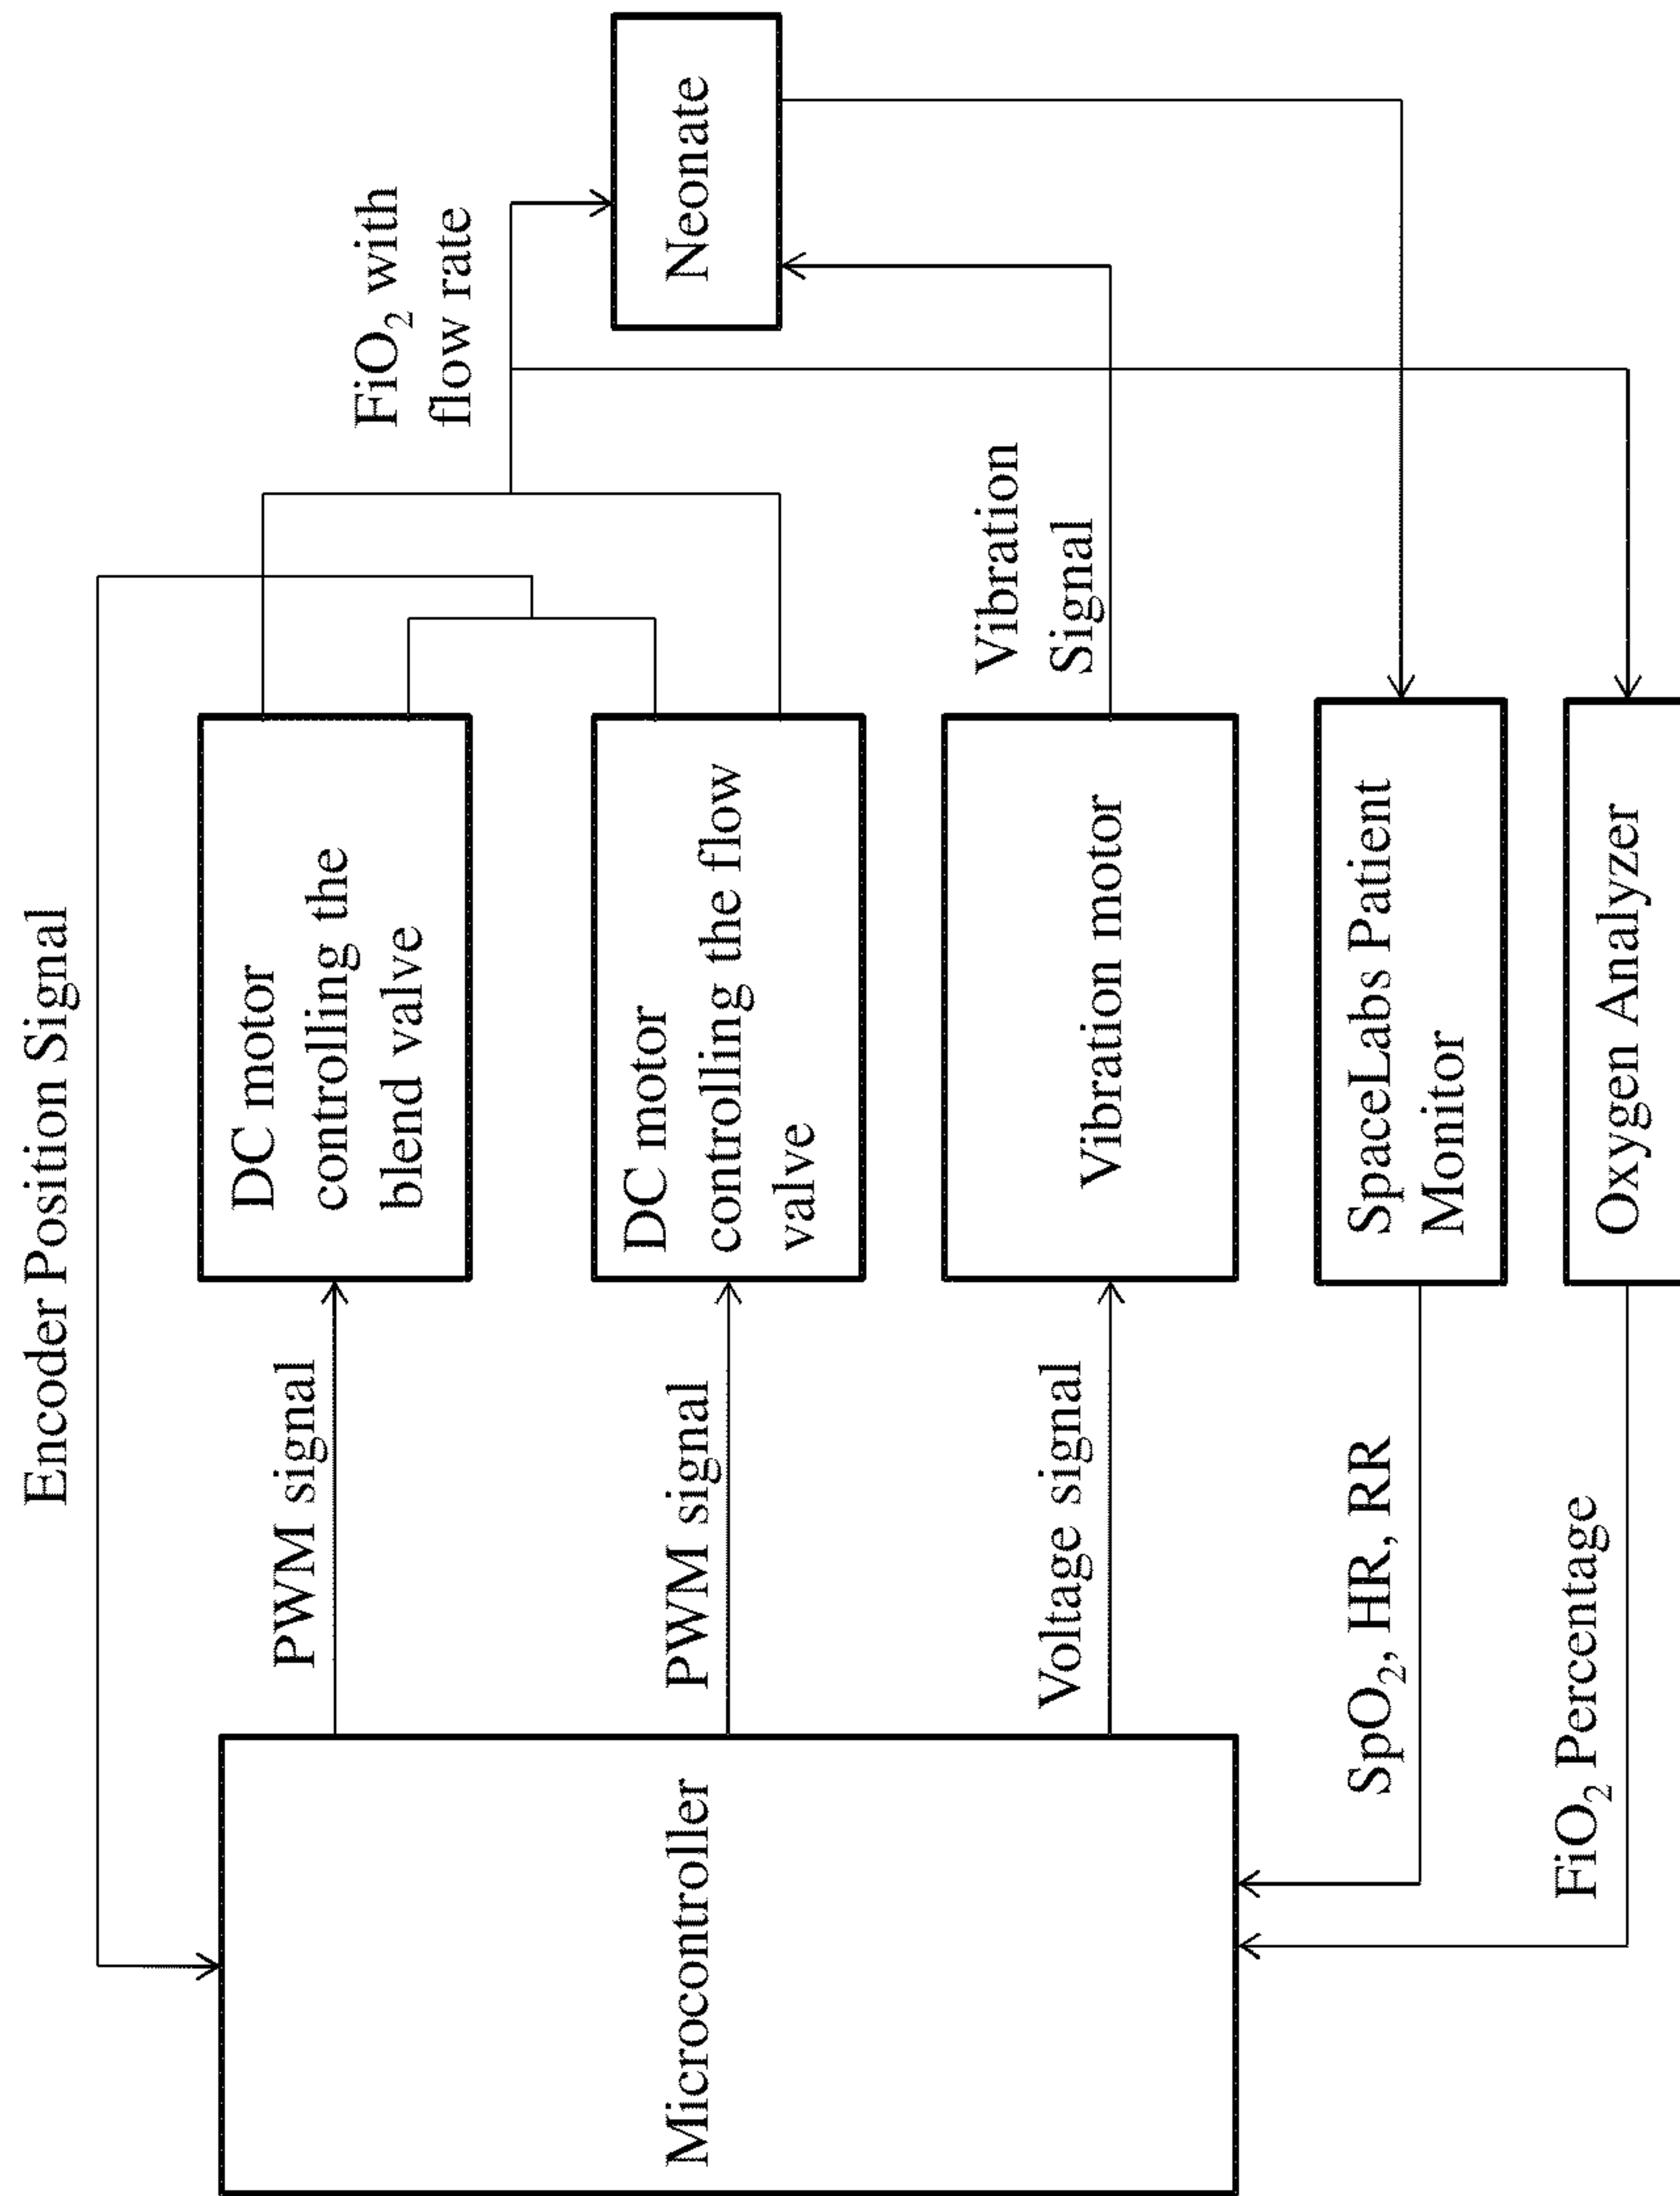 Encoder Position Signal
Microcontroller
PWM signal
DC motor
controlling the
blend valve
FiO₂ with
flow rate
PWM signal
DC motor
controlling the flow
valve
Neonate
Voltage signal
Vibration motor
Vibration
Signal
SpO₂, HR, RR
SpaceLabs Patient
Monitor
FiO₂ Percentage
Oxygen Analyzer